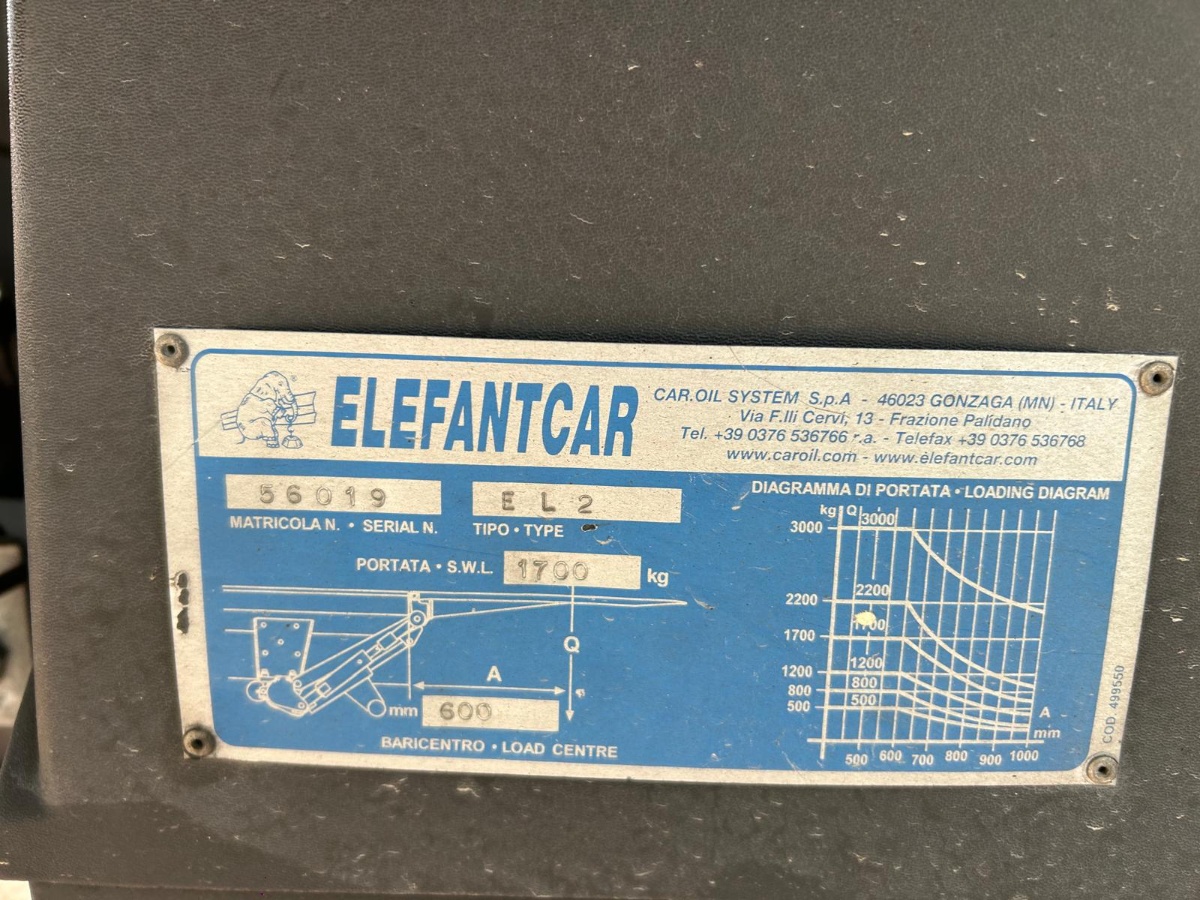 ®
ELEFANTCAR
CAR.OIL SYSTEM S.p.A - 46023 GONZAGA (MN) - ITALY
Via F.lli Cervi, 13 - Frazione Palidano
Tel. +39 0376 536766 r.a. - Telefax +39 0376 536768
www.caroil.com - www.elefantcar.com
56019
MATRICOLA N. • SERIAL N.
EL2
TIPO • TYPE
PORTATA • S.W.L. 1700 kg
Q
A
mm 600
BARICENTRO • LOAD CENTRE
DIAGRAMMA DI PORTATA • LOADING DIAGRAM
kg Q
3000 3000
2200 2200
1700 1700
1200 1200
800 800
500 500
A
mm
500 600 700 800 900 1000
COD. 499550